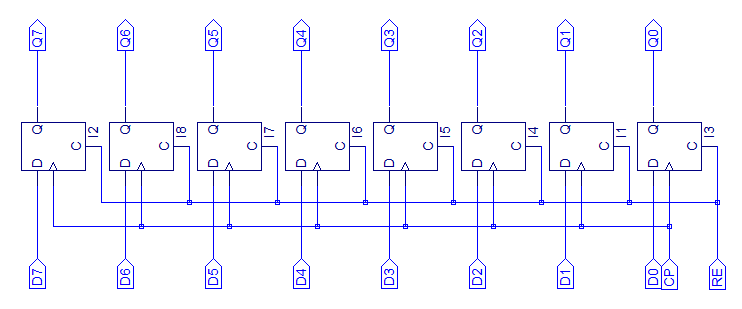 Q7 Q6 Q5 Q4 Q3 Q2 Q1 Q0
Q I2 Q I8 Q I7 Q I6 Q I5 Q I4 Q I1 Q I3
C C C C C C C C
D D D D D D D D
D7 D6 D5 D4 D3 D2 D1 D0 CP RE